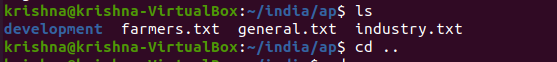 krishna@krishna-VirtualBox:~/india/ap$ ls
development  farmers.txt  general.txt  industry.txt
krishna@krishna-VirtualBox:~/india/ap$ cd ..